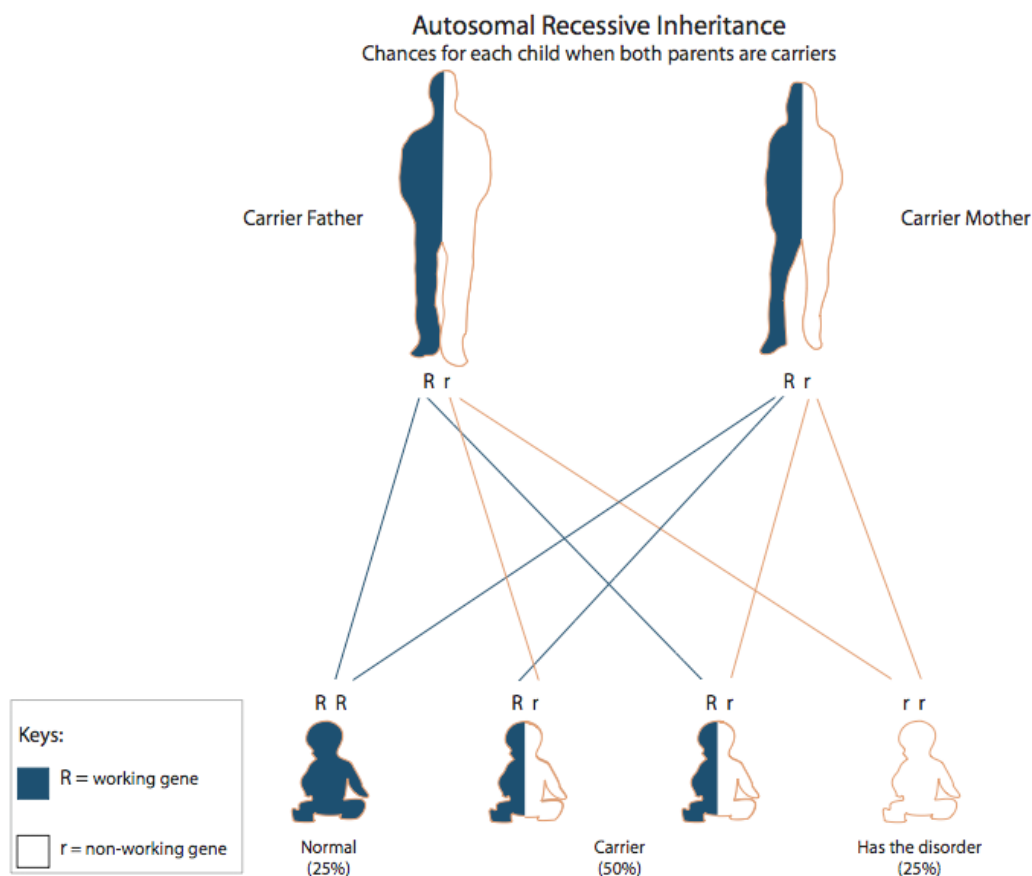 Autosomal Recessive Inheritance
Chances for each child when both parents are carriers
Carrier Father
Carrier Mother
R r
R r
R R
R r
R r
r r
Keys:
R = working gene
r = non-working gene
Normal
(25%)
Carrier
(50%)
Has the disorder
(25%)